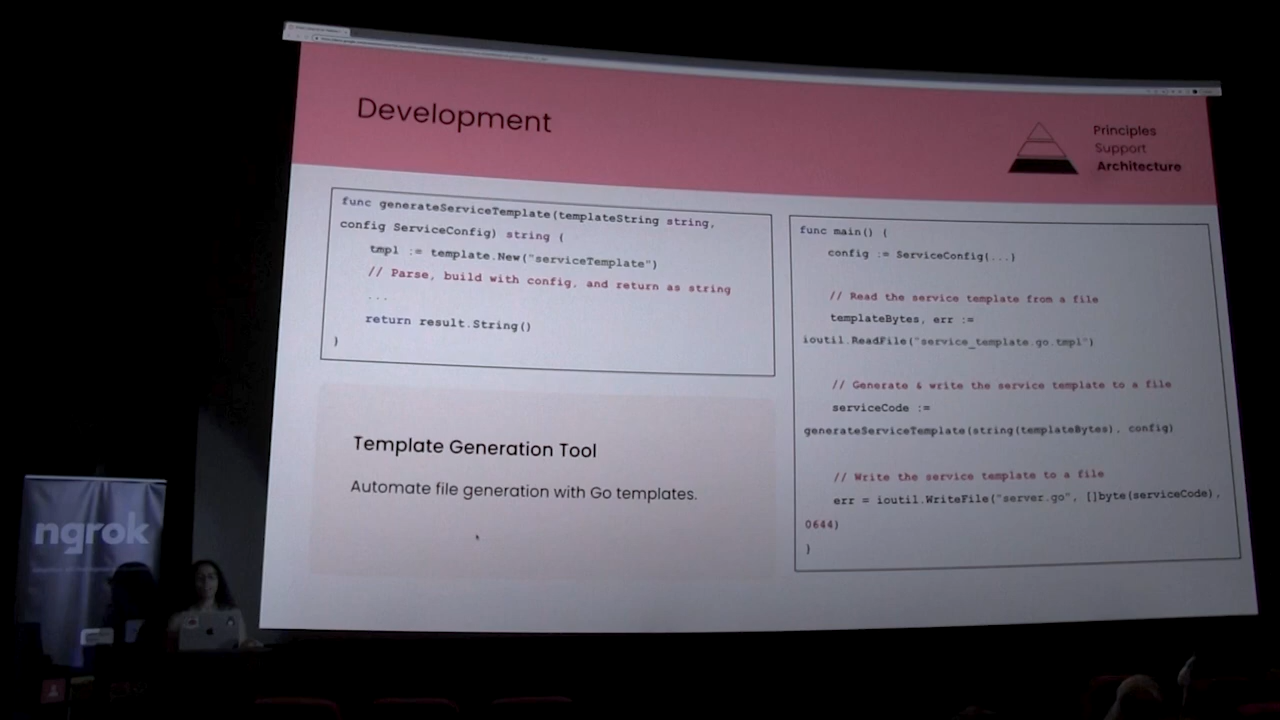 Development
Principles
Support
Architecture
func generateServiceTemplate(templateString string,
config ServiceConfig) string {
tmpl := template.New("serviceTemplate")
// Parse, build with config, and return as string
...
return result.String()
}
Template Generation Tool
Automate file generation with Go templates.
func main() {
config := ServiceConfig{...}
// Read the service template from a file
templateBytes, err :=
ioutil.ReadFile("service_template.go.tmpl")
// Generate & write the service template to a file
serviceCode :=
generateServiceTemplate(string(templateBytes), config)
// Write the service template to a file
err = ioutil.WriteFile("server.go", []byte(serviceCode),
0644)
}
ngrok